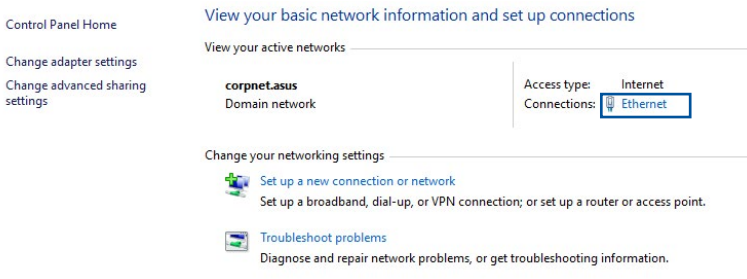 Control Panel Home
Change adapter settings
Change advanced sharing
settings
View your basic network information and set up connections
View your active networks
corpnet.asus
Domain network
Access type: Internet
Connections: Ethernet
Change your networking settings
Set up a new connection or network
Set up a broadband, dial-up, or VPN connection; or set up a router or access point.
Troubleshoot problems
Diagnose and repair network problems, or get troubleshooting information.